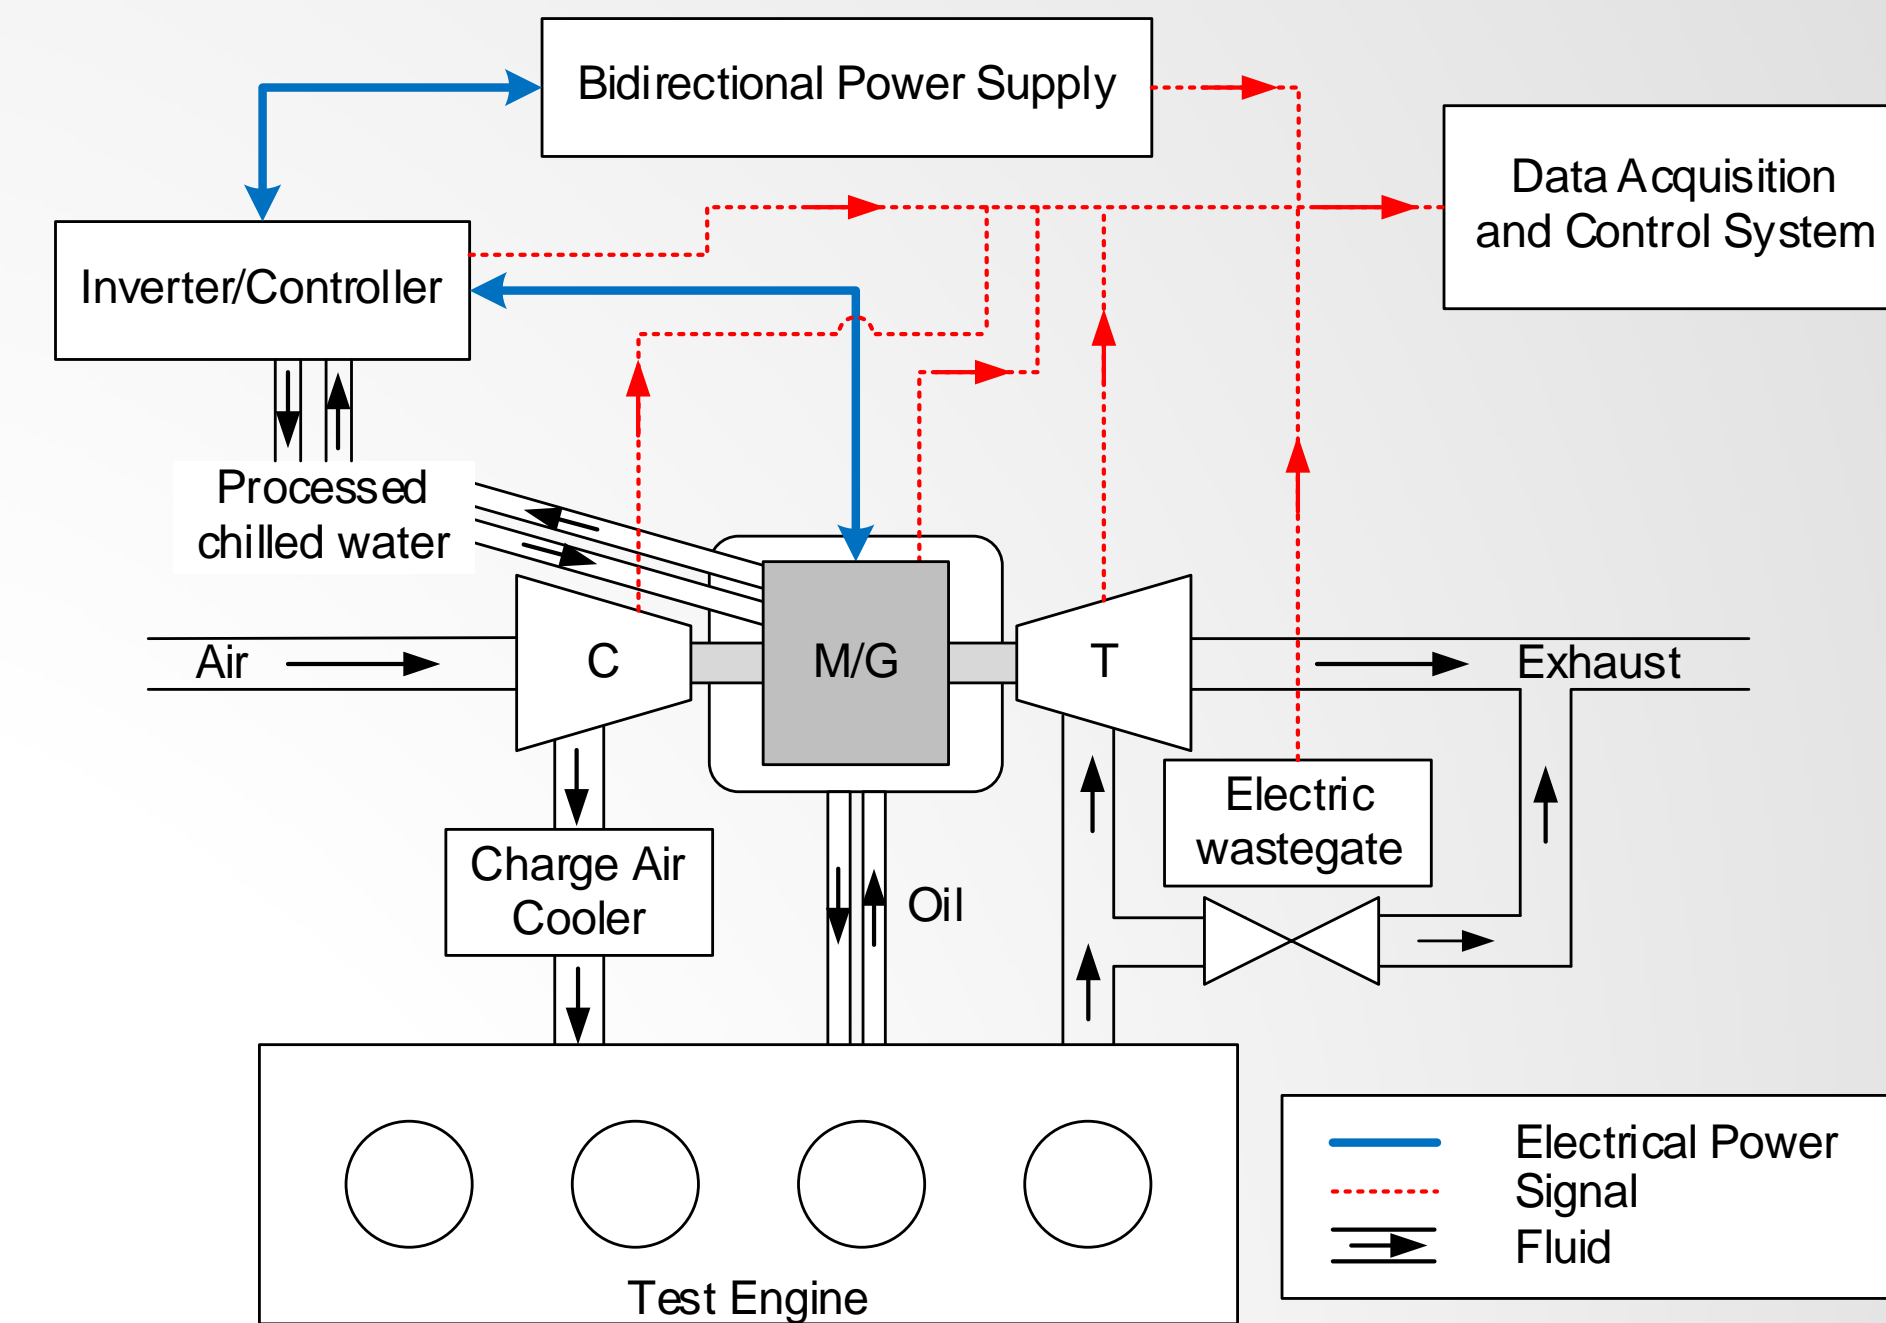 Bidirectional Power Supply
Data Acquisition
and Control System
Inverter/Controller
Processed
chilled water
Air
C
M/G
T
Exhaust
Electric
wastegate
Charge Air
Cooler
Oil
Test Engine
Electrical Power
Signal
Fluid